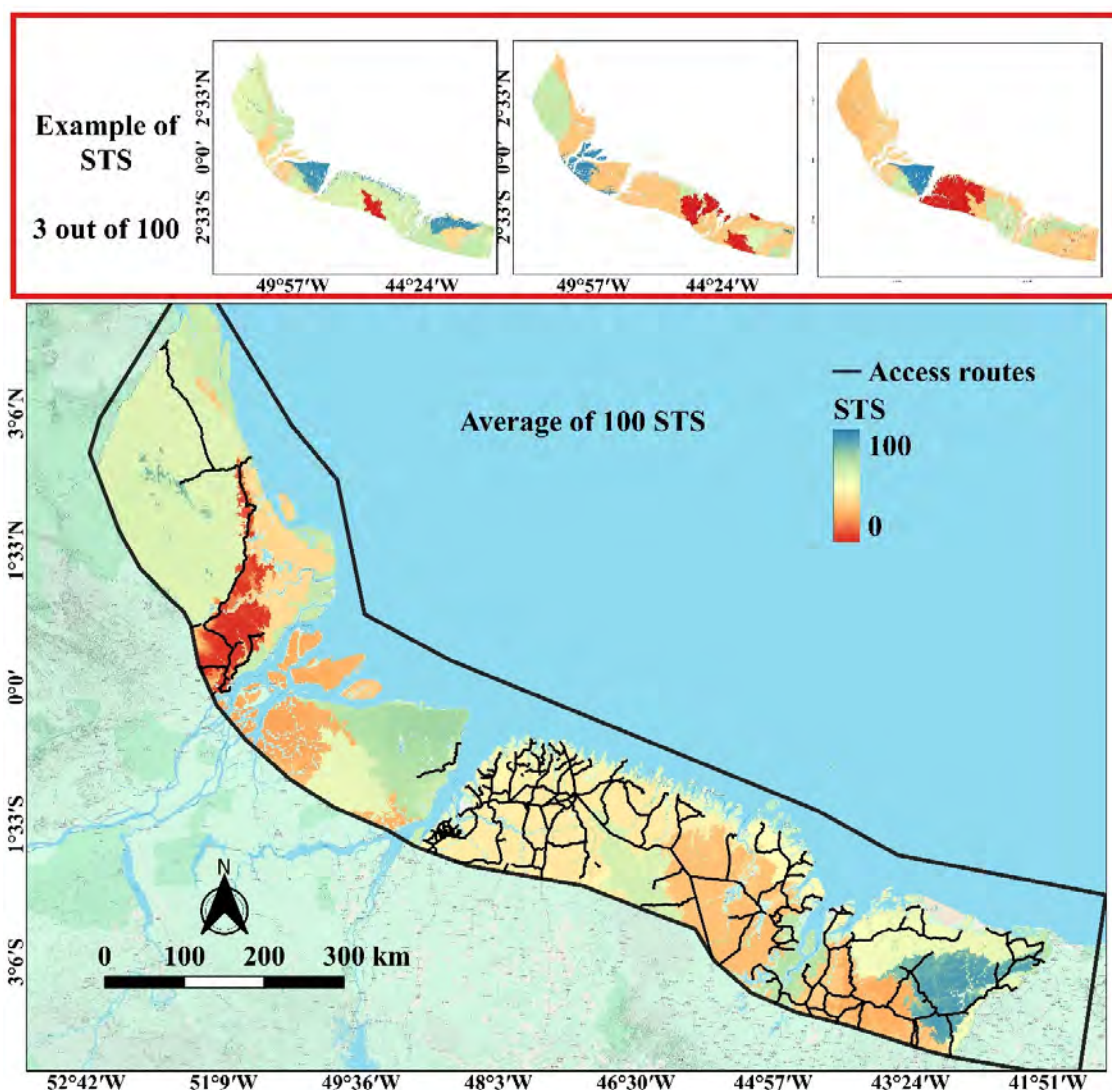 Example of
STS
3 out of 100
2°33'N
0°0'
2°33'S
49°57'W
44°24'W
2°33'N
0°0'
2°33'S
49°57'W
44°24'W
Average of 100 STS
Access routes
STS
100
0
3°6'N
1°33'N
0°0'
1°33'S
3°6'S
N
0 100 200 300 km
52°42'W 51°9'W 49°36'W 48°3'W 46°30'W 44°57'W 43°24'W 41°51'W